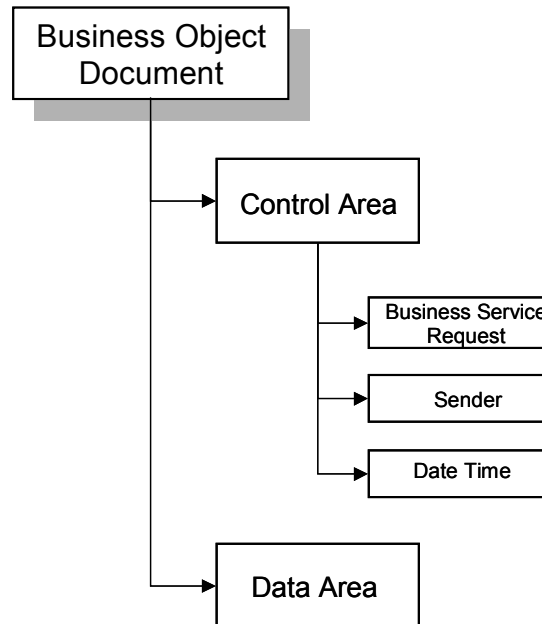 Business Object
Document
Control Area
Business Service
Request
Sender
Date Time
Data Area